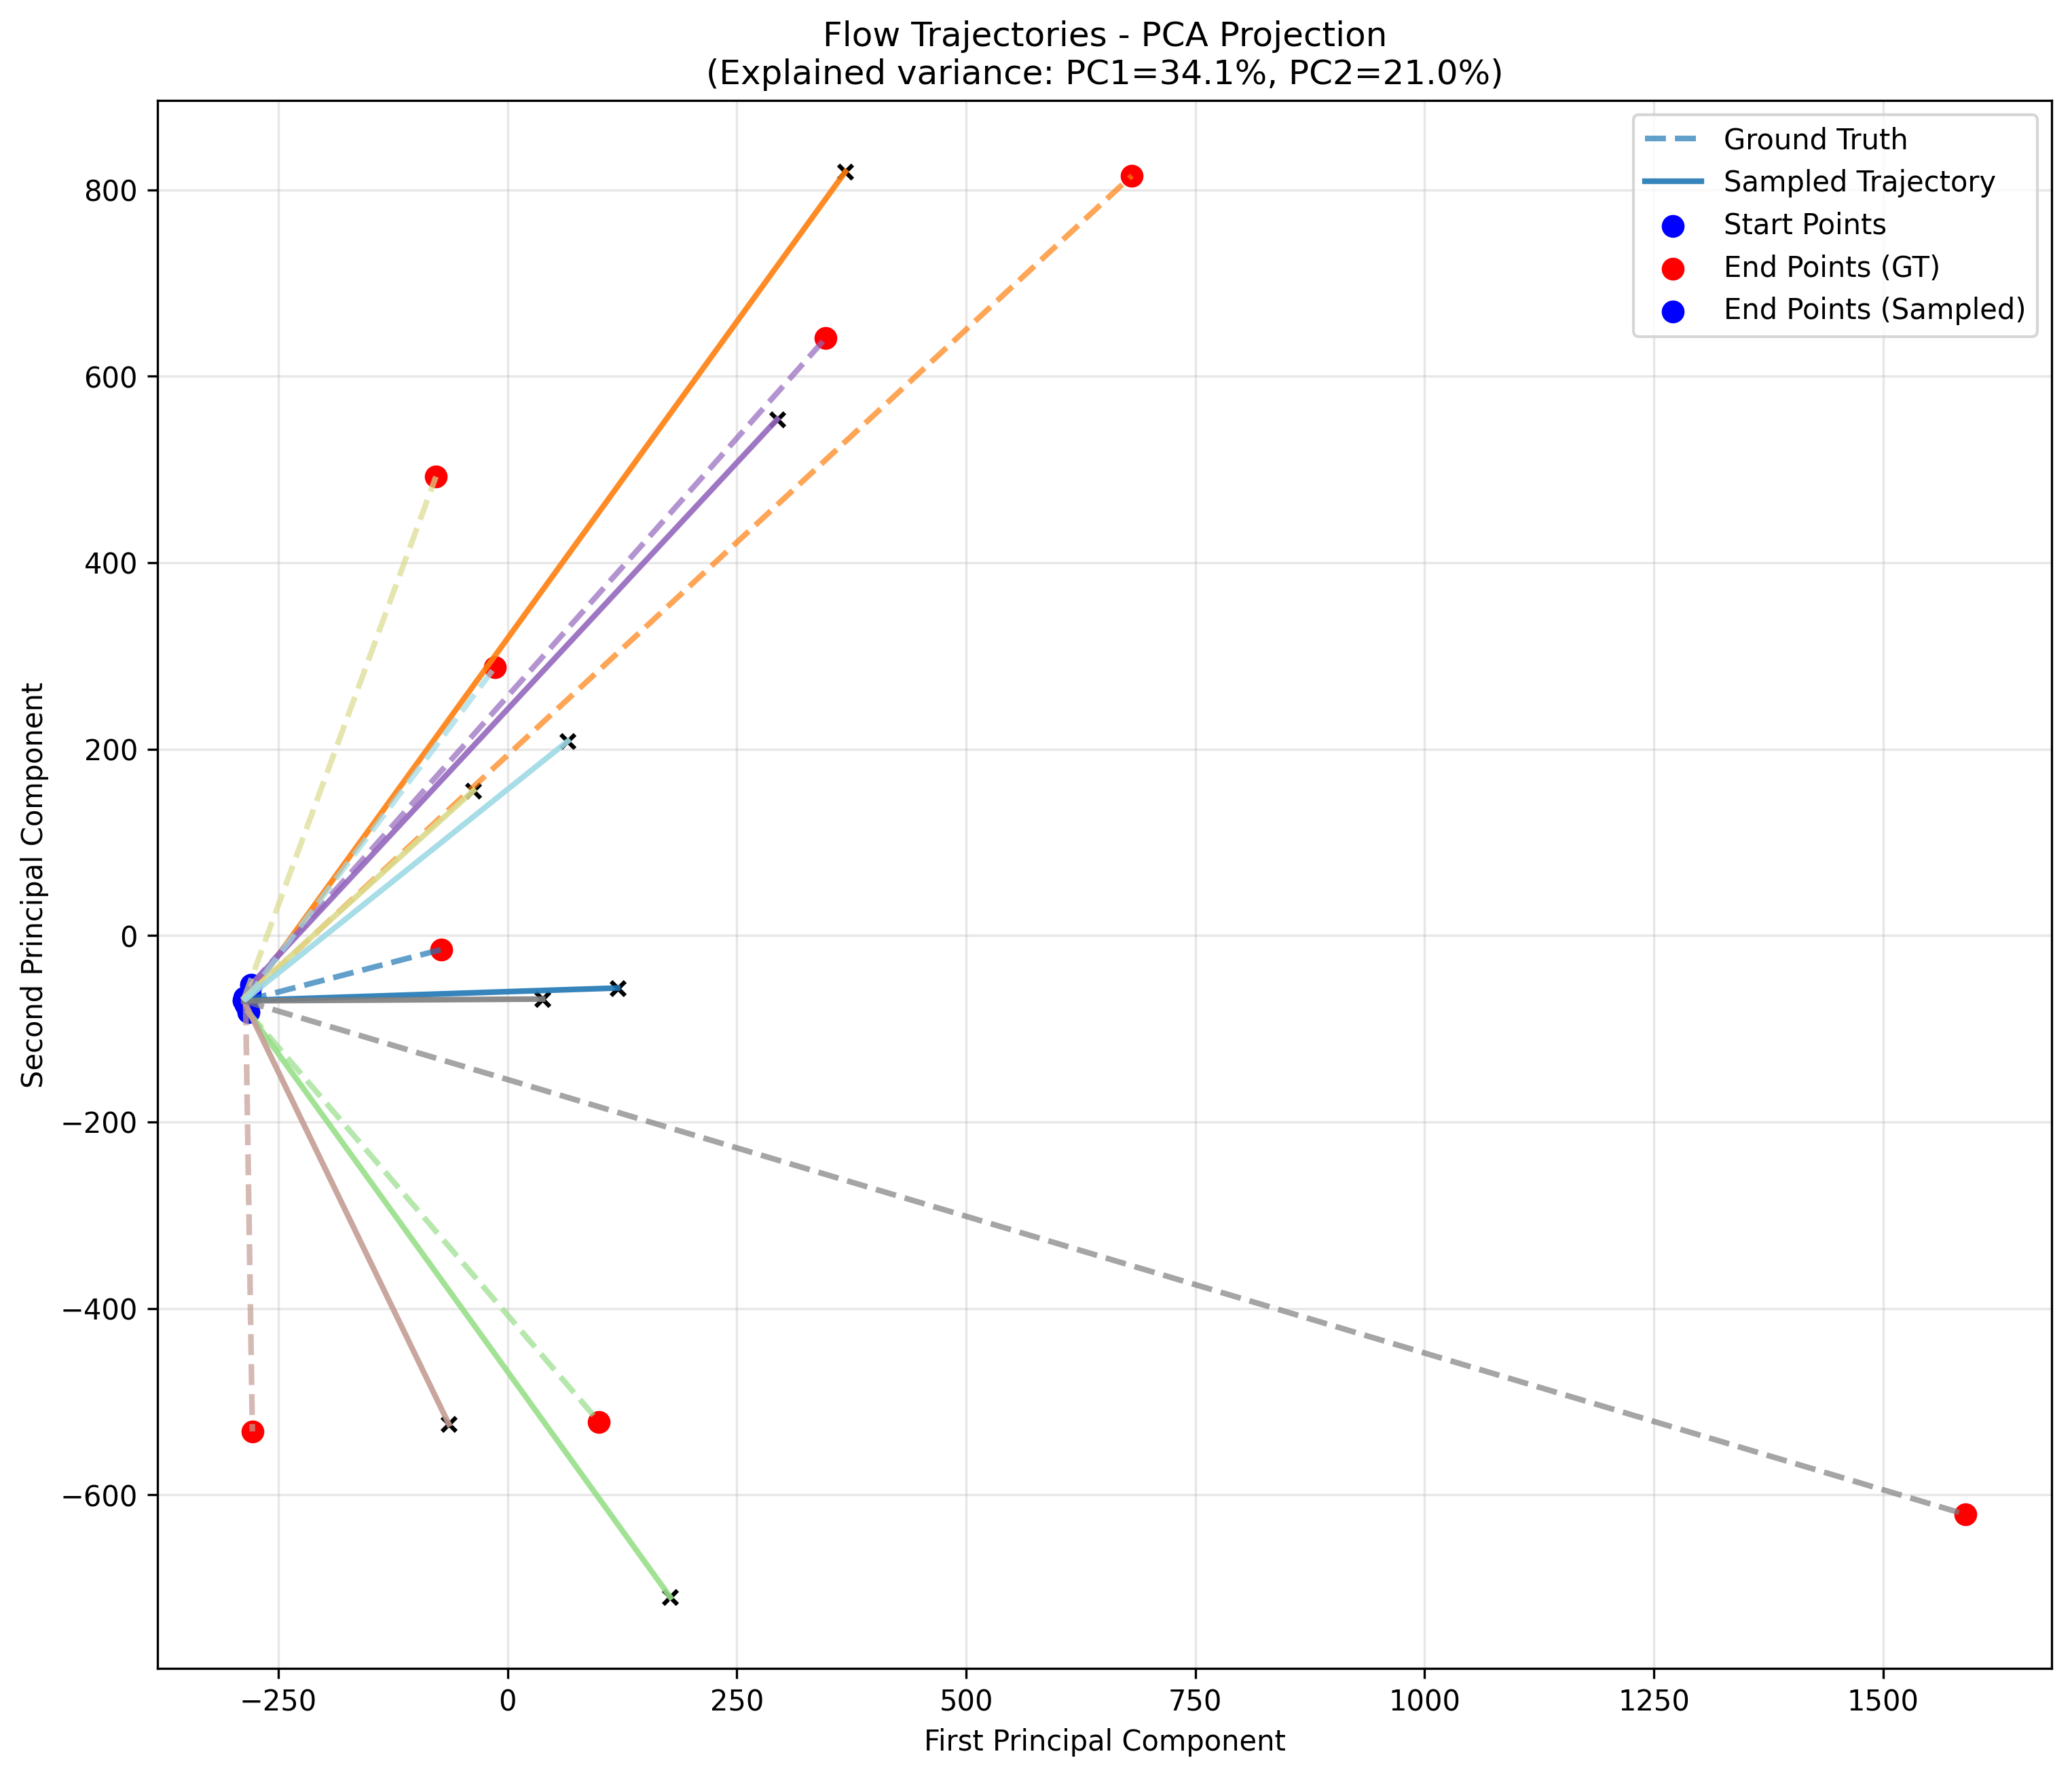 Flow Trajectories - PCA Projection
(Explained variance: PC1=34.1%, PC2=21.0%)
Ground Truth
Sampled Trajectory
Start Points
End Points (GT)
End Points (Sampled)
Second Principal Component
800
600
400
200
0
−200
−400
−600
−250
0
250
500
750
1000
1250
1500
First Principal Component